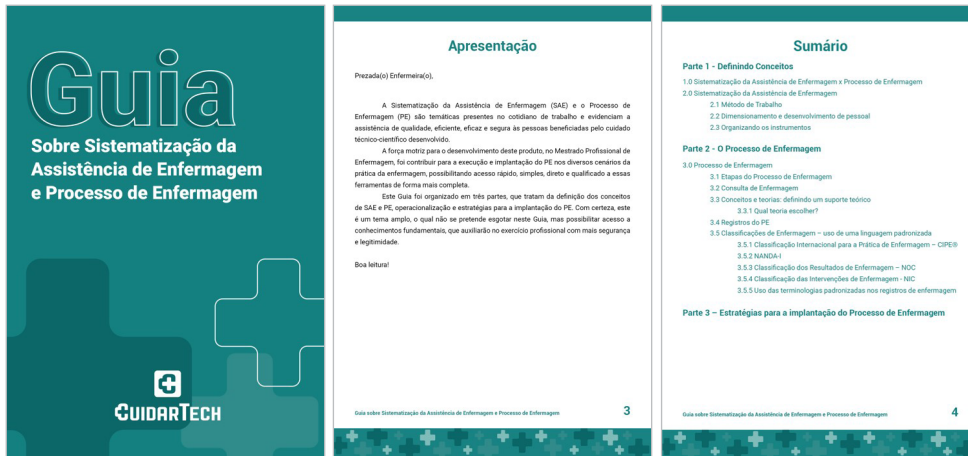 Guia
Sobre Sistematização da
Assistência de Enfermagem
e Processo de Enfermagem
CUIDARTECH
Apresentação
Prezada(o) Enfermeira(o),
A Sistematização da Assistência de Enfermagem (SAE) e o Processo de
Enfermagem (PE) são temáticas presentes no cotidiano de trabalho e evidenciam a
assistência de qualidade, eficiente, eficaz e segura às pessoas beneficiadas pelo cuidado
técnico-científico desenvolvido.
A força motriz para o desenvolvimento deste produto, no Mestrado Profissional de
Enfermagem, foi contribuir para a execução e implantação do PE nos diversos cenários da
prática da enfermagem, possibilitando acesso rápido, simples, direto e qualificado a essas
ferramentas de forma mais completa.
Este Guia foi organizado em três partes, que tratam da definição dos conceitos
de SAE e PE, operacionalização e estratégias para a implantação do PE. Com certeza, este
é um tema amplo, o qual não se pretende esgotar neste Guia, mas possibilitar acesso a
conhecimentos fundamentais, que auxiliarão no exercício profissional com mais segurança
e legitimidade.
Boa leitura!
Guia sobre Sistematização da Assistência de Enfermagem e Processo de Enfermagem
3
Sumário
Parte 1 - Definindo Conceitos
1.0 Sistematização da Assistência de Enfermagem x Processo de Enfermagem
2.0 Sistematização da Assistência de Enfermagem
2.1 Método de Trabalho
2.2 Dimensionamento e desenvolvimento de pessoal
2.3 Organizando os instrumentos
Parte 2 - O Processo de Enfermagem
3.0 Processo de Enfermagem
3.1 Etapas do Processo de Enfermagem
3.2 Consulta de Enfermagem
3.3 Conceitos e teorias: definindo um suporte teórico
3.3.1 Qual teoria escolher?
3.4 Registros do PE
3.5 Classificações de Enfermagem – uso de uma linguagem padronizada
3.5.1 Classificação Internacional para a Prática de Enfermagem – CIPE®
3.5.2 NANDA-I
3.5.3 Classificação dos Resultados de Enfermagem – NOC
3.5.4 Classificação das Intervenções de Enfermagem - NIC
3.5.5 Uso das terminologias padronizadas nos registros de enfermagem
Parte 3 – Estratégias para a implantação do Processo de Enfermagem
Guia sobre Sistematização da Assistência de Enfermagem e Processo de Enfermagem
4